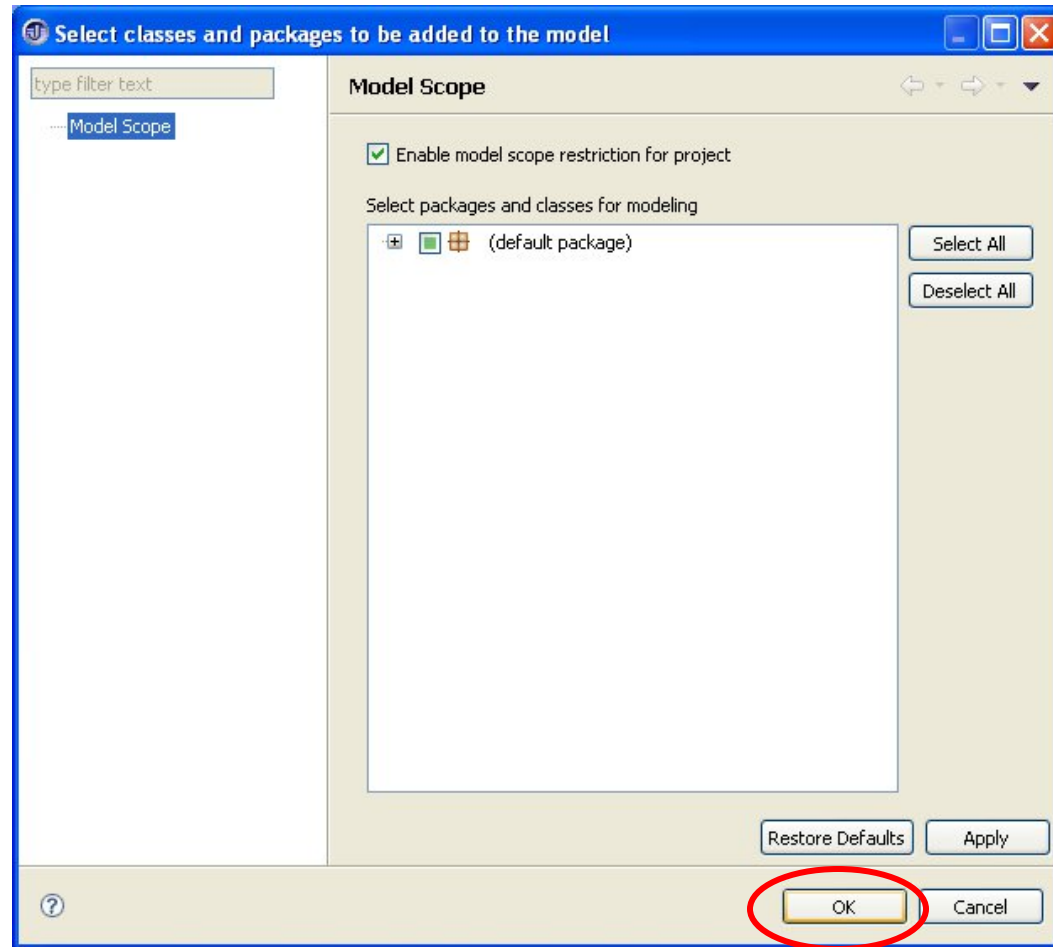 Select classes and packages to be added to the model
type filter text
Model Scope
Model Scope
Enable model scope restriction for project
Select packages and classes for modeling
(default package)
Select All
Deselect All
Restore Defaults
Apply
OK
Cancel